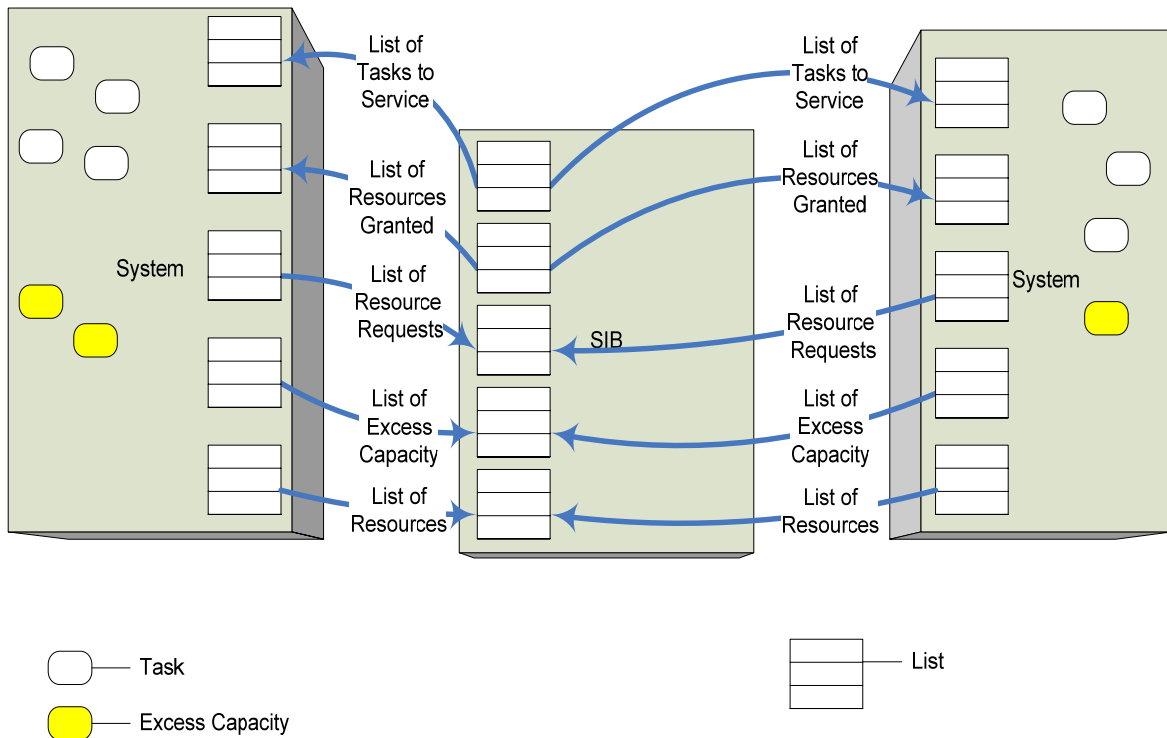 List of
Tasks to
Service
List of
Resources
Granted
System
List of
Resource
Requests
List of
Excess
Capacity
List of
Resources
SIB
List of
Tasks to
Service
List of
Resources
Granted
System
List of
Resource
Requests
List of
Excess
Capacity
List of
Resources
Task
Excess Capacity
List